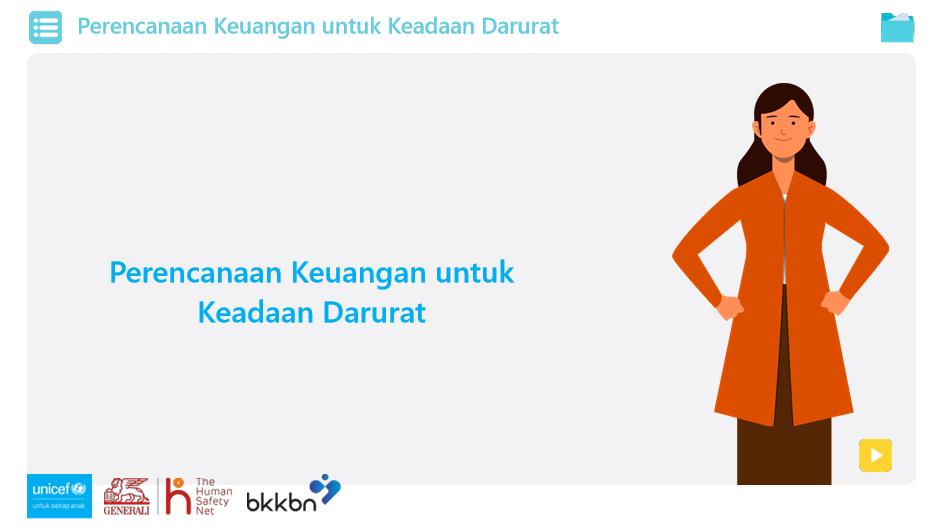 Perencanaan Keuangan untuk Keadaan Darurat
Perencanaan Keuangan untuk
Keadaan Darurat
unicef
untuk setiap anak
GENERALI
The
Human
Safety
Net
bkkbn